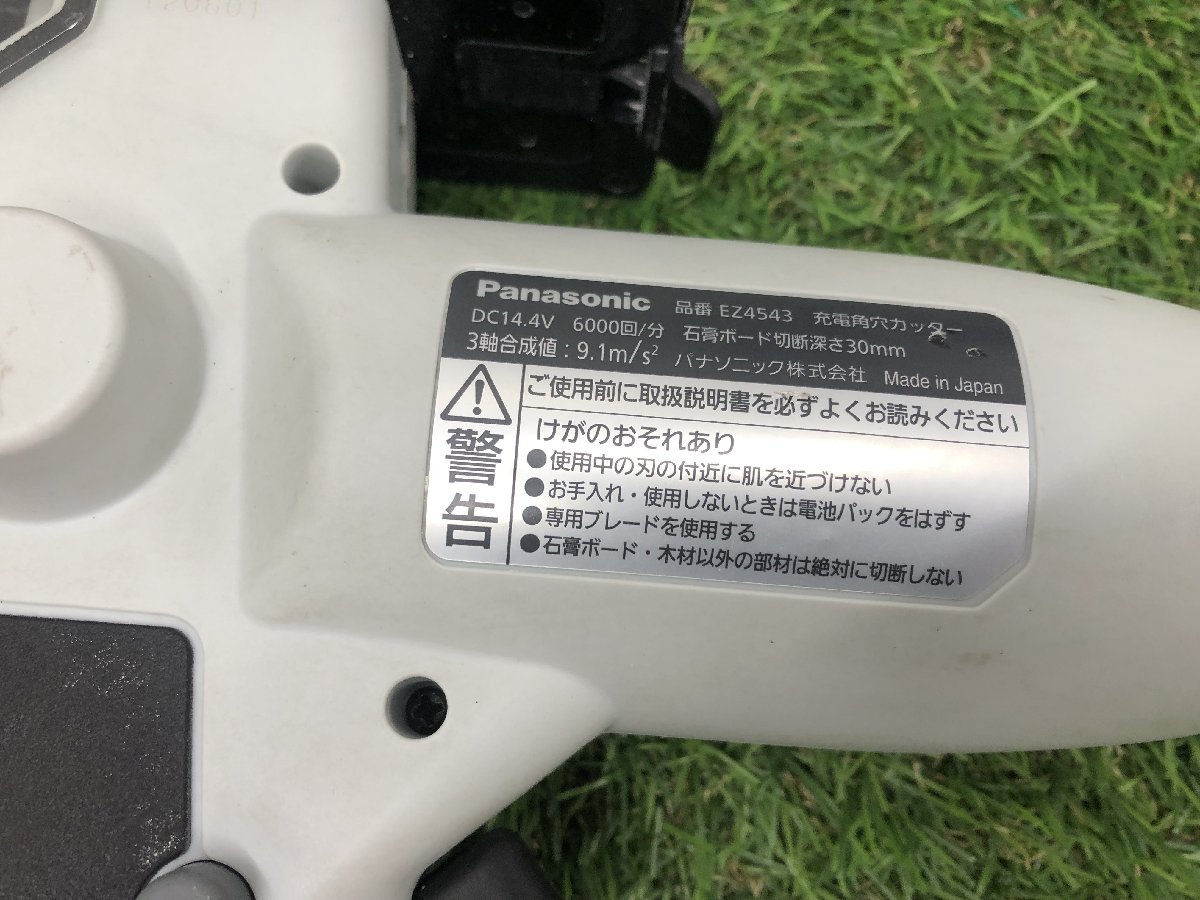 120801
Panasonic 品番 EZ4543 充電角穴カッター
DC14.4V 6000回/分 石膏ボード切断深さ30mm
3軸合成値:9.1m/s² パナソニック株式会社 Made in Japan
警告
ご使用前に取扱説明書を必ずよくお読みください
けがのおそれあり
●使用中の刃の付近に肌を近づけない
●お手入れ・使用しないときは電池パックをはずす
●専用ブレードを使用する
●石膏ボード・木材以外の部材は絶対に切断しない